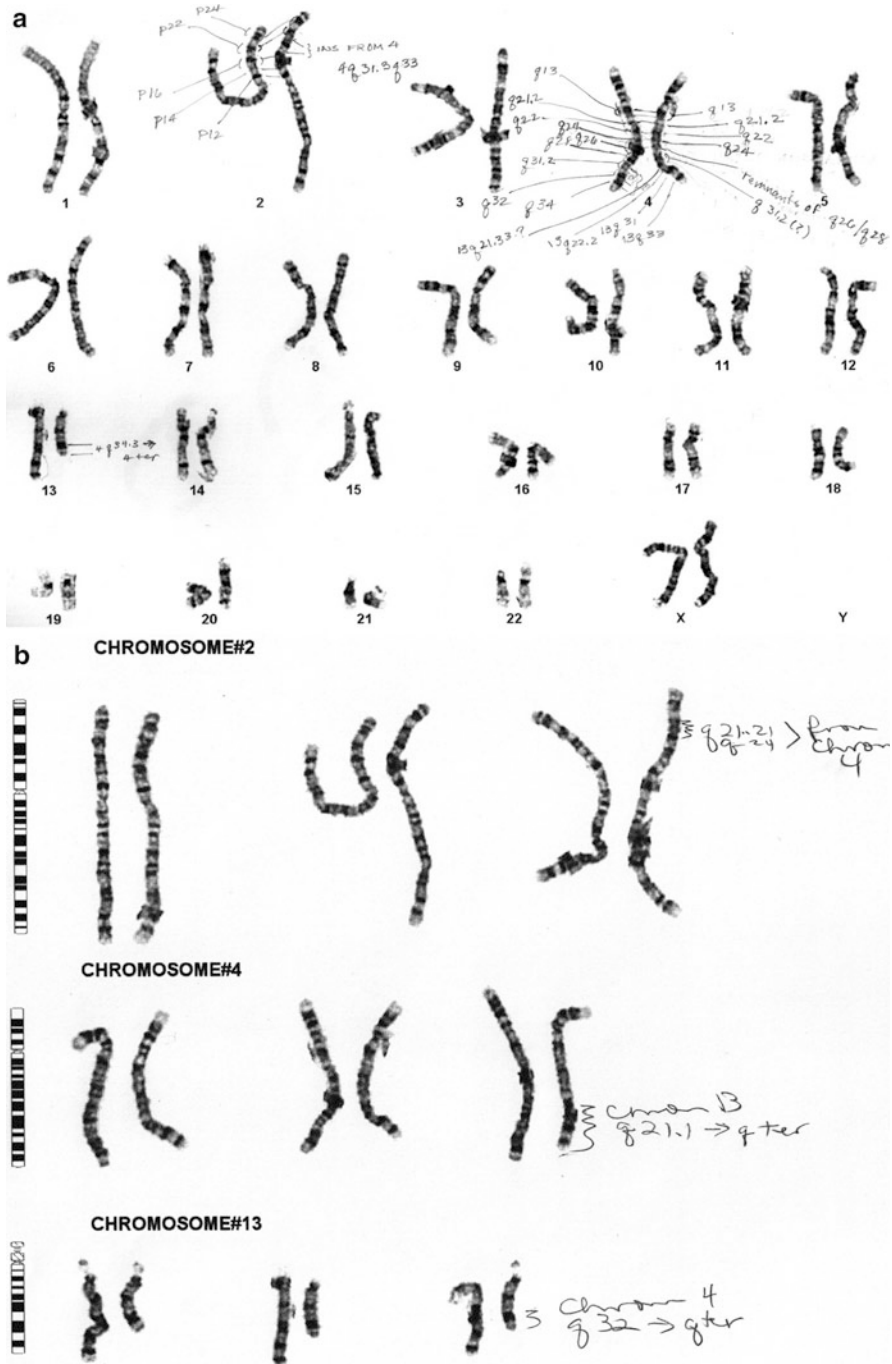 a
p24
p22
p16
p14
p12
INS FROM 4
4q31.3q33
q13
q21.2
q22
q24
q28 q26
q31.2
q32
q34
13q21.33-?
13q22.2
13q31
13q33
q13
q21.2
q22
q24
remnants of q26/q28
q31.2(?)
1 2 3 4 5
6 7 8 9 10 11 12
4q34.3→
4ter
13 14 15 16 17 18
19 20 21 22 X Y
b
CHROMOSOME#2
q21.21
q24 > from
chrom
4
CHROMOSOME#4
chrom 13
q21.1 → qter
CHROMOSOME#13
chrom 4
q32 → qter